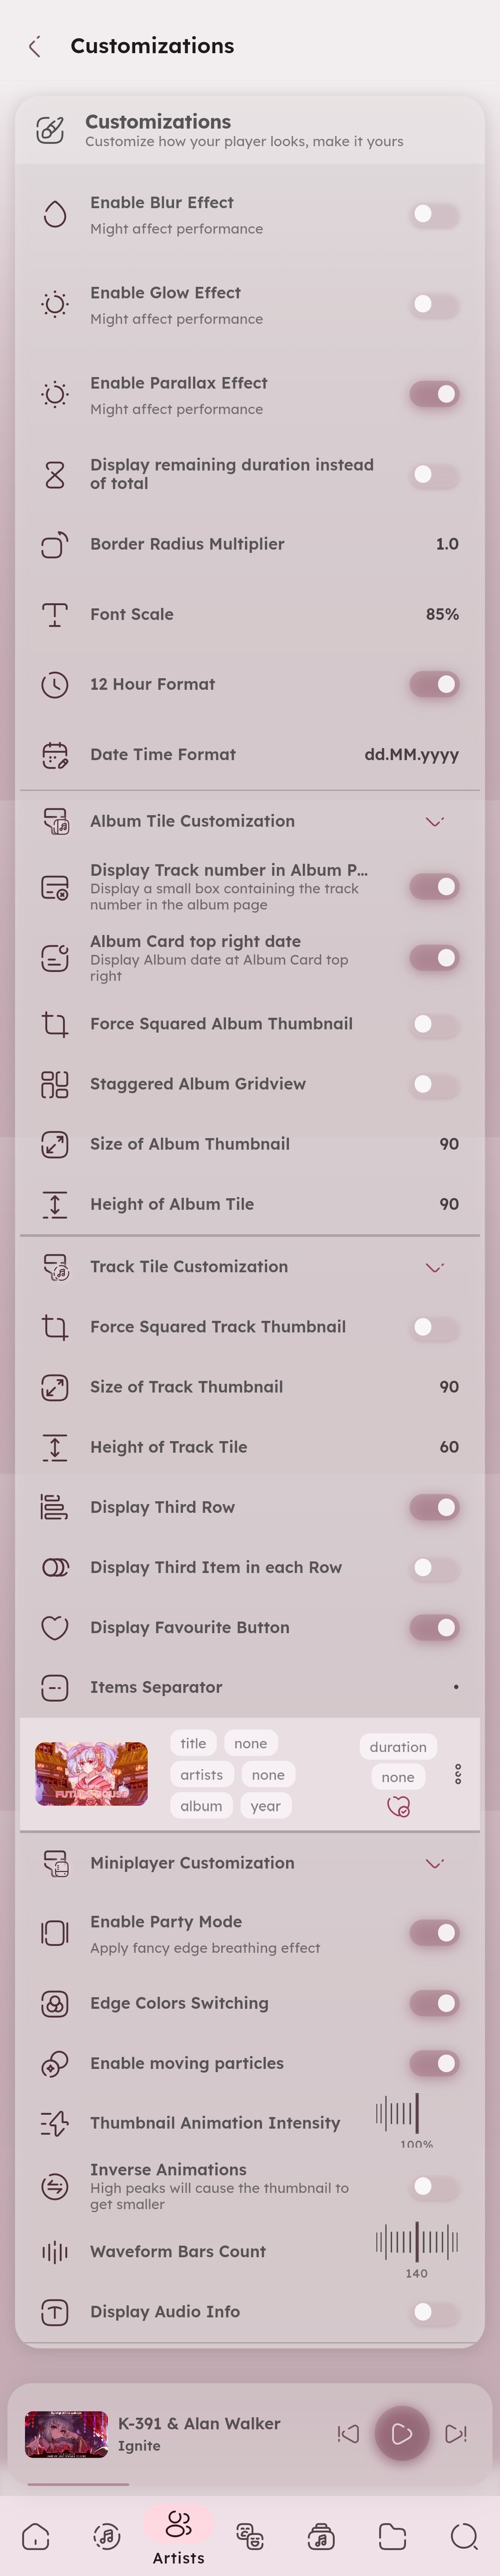 Customizations
Customizations
Customize how your player looks, make it yours
Enable Blur Effect
Might affect performance
Enable Glow Effect
Might affect performance
Enable Parallax Effect
Might affect performance
Display remaining duration instead
of total
Border Radius Multiplier 1.0
Font Scale 85%
12 Hour Format
Date Time Format dd.MM.yyyy
Album Tile Customization
Display Track number in Album P...
Display a small box containing the track
number in the album page
Album Card top right date
Display Album date at Album Card top
right
Force Squared Album Thumbnail
Staggered Album Gridview
Size of Album Thumbnail 90
Height of Album Tile 90
Track Tile Customization
Force Squared Track Thumbnail
Size of Track Thumbnail 90
Height of Track Tile 60
Display Third Row
Display Third Item in each Row
Display Favourite Button
Items Separator •
title none duration
artists none none
album year
FUTURE HOUSE
Miniplayer Customization
Enable Party Mode
Apply fancy edge breathing effect
Edge Colors Switching
Enable moving particles
Thumbnail Animation Intensity
100%
Inverse Animations
High peaks will cause the thumbnail to
get smaller
Waveform Bars Count
140
Display Audio Info
K-391 & Alan Walker
Ignite
Artists